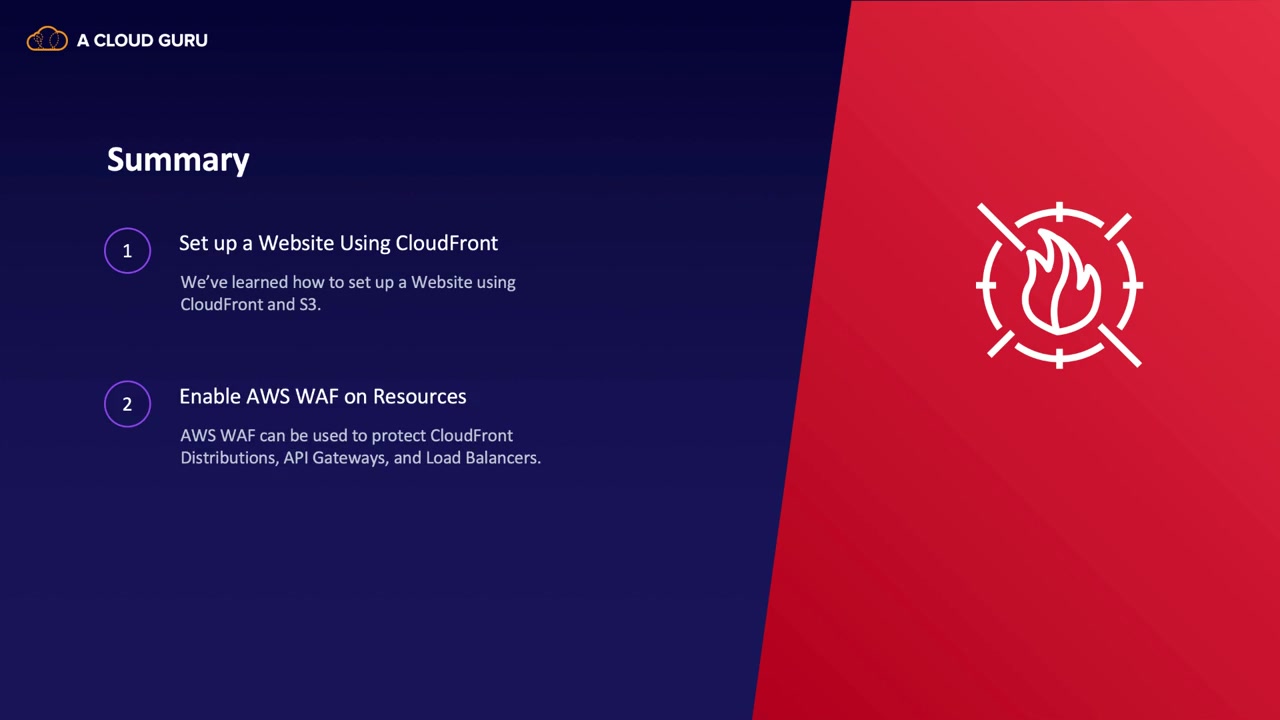 A CLOUD GURU
Summary
1
Set up a Website Using CloudFront
We’ve learned how to set up a Website using
CloudFront and S3.
2
Enable AWS WAF on Resources
AWS WAF can be used to protect CloudFront
Distributions, API Gateways, and Load Balancers.